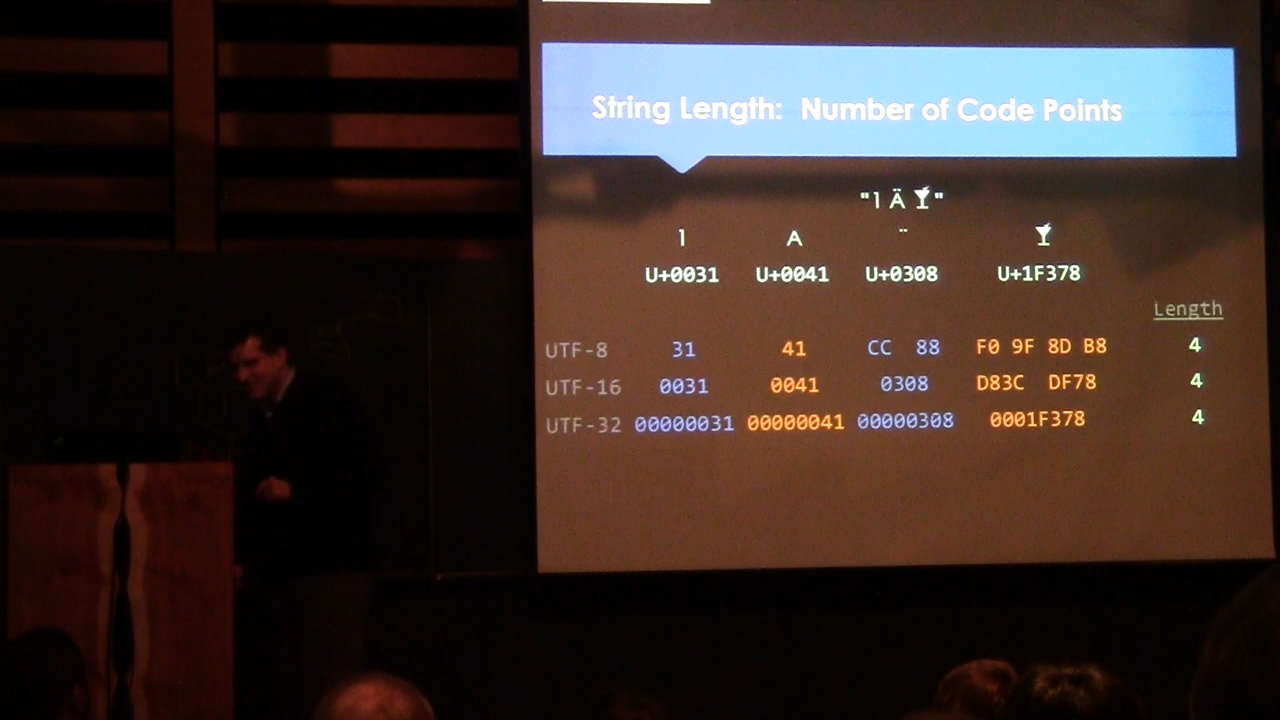 String Length: Number of Code Points
"1 Ä 🍸"
1 A ¨ 🍸
U+0031 U+0041 U+0308 U+1F378
Length
UTF-8 31 41 CC 88 F0 9F 8D B8 4
UTF-16 0031 0041 0308 D83C DF78 4
UTF-32 00000031 00000041 00000308 0001F378 4